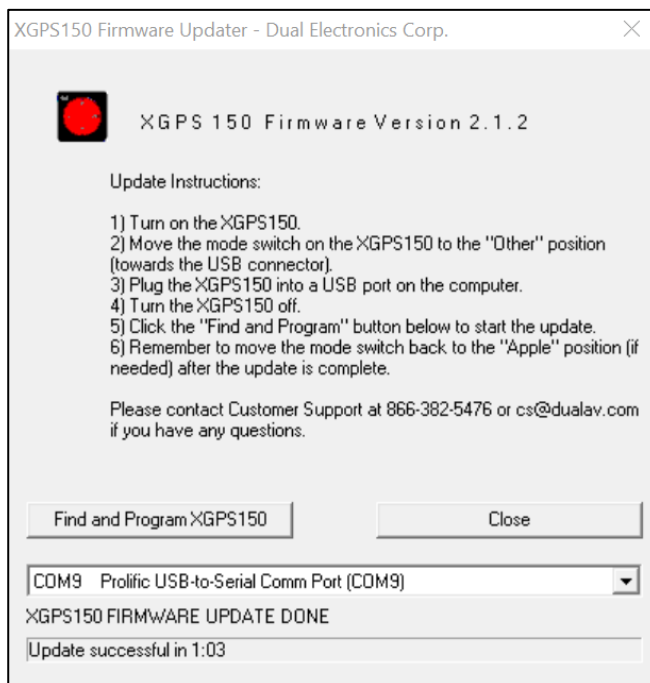 XGPS150 Firmware Updater - Dual Electronics Corp.
XGPS 150 Firmware Version 2.1.2
Update Instructions:
1) Turn on the XGPS150.
2) Move the mode switch on the XGPS150 to the "Other" position
(towards the USB connector).
3) Plug the XGPS150 into a USB port on the computer.
4) Turn the XGPS150 off.
5) Click the "Find and Program" button below to start the update.
6) Remember to move the mode switch back to the "Apple" position (if
needed) after the update is complete.
Please contact Customer Support at 866-382-5476 or cs@dualav.com
if you have any questions.
Find and Program XGPS150
Close
COM9 Prolific USB-to-Serial Comm Port (COM9)
XGPS150 FIRMWARE UPDATE DONE
Update successful in 1:03